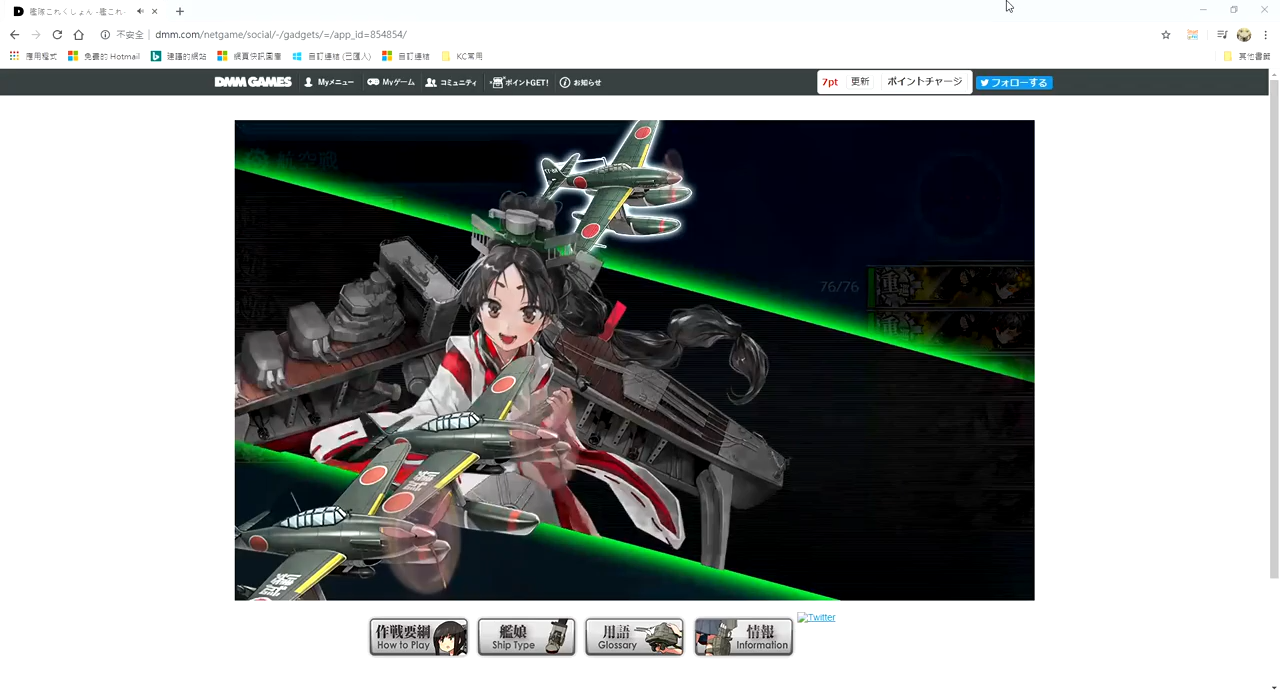 艦隊これくしょん -艦これ-
不安全 dmm.com/netgame/social/-/gadgets/=/app_id=854854/
應用程式 免費的 Hotmail 建議的網站 網頁快訊圖庫 自訂連結 (已匯入) 自訂連結 KC常用 其他書籤
DMM GAMES Myメニュー Myゲーム コミュニティ ポイントGET! お知らせ 7pt 更新 ポイントチャージ フォローする
航空戦
76/76
作戦要綱 艦娘 用語 情報
How to Play Ship Type Glossary Information
Twitter